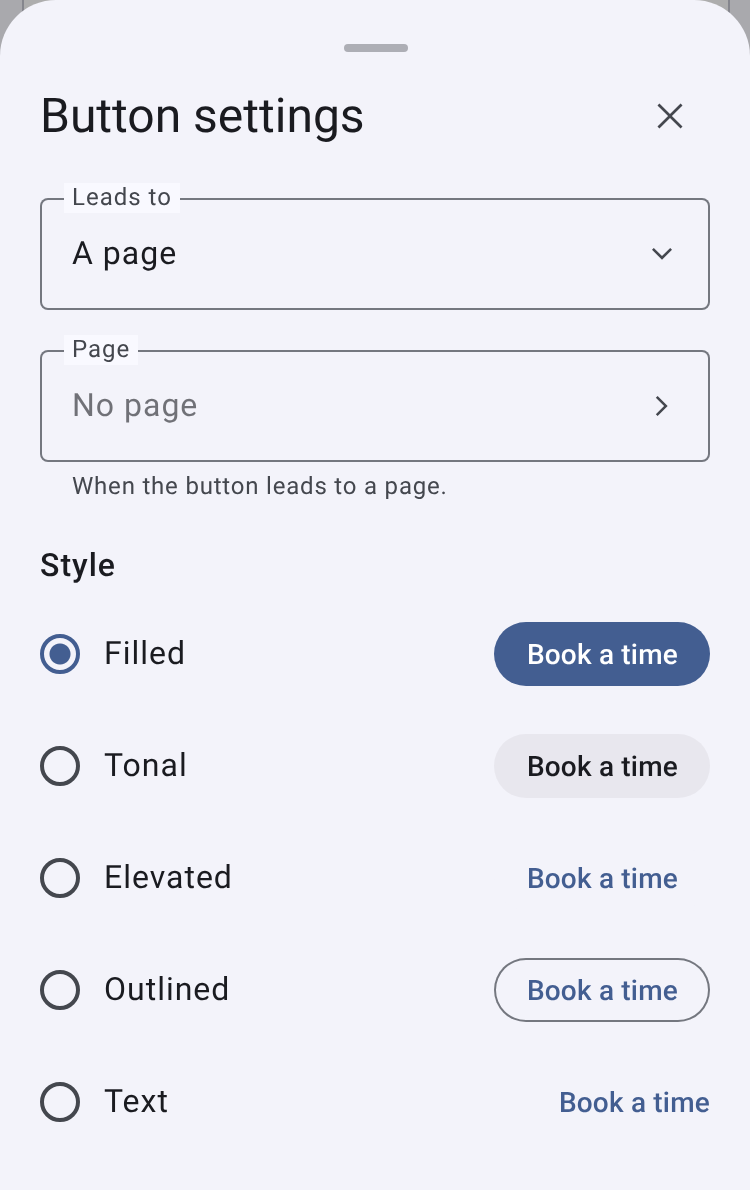 Button settings
Leads to
A page
Page
No page
When the button leads to a page.
Style
Filled
Book a time
Tonal
Book a time
Elevated
Book a time
Outlined
Book a time
Text
Book a time